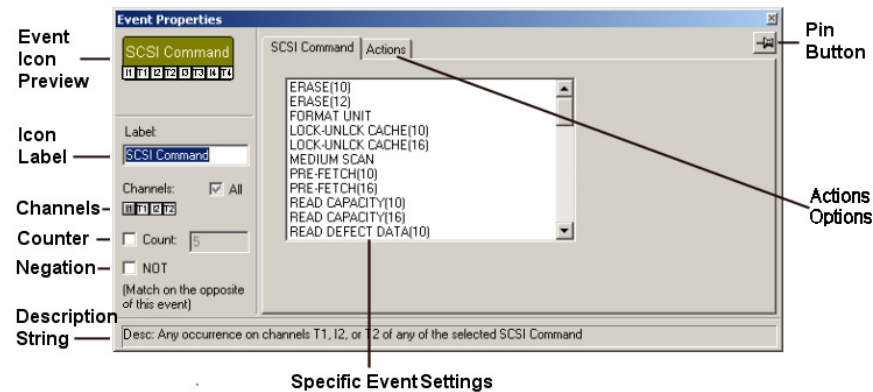 Event Properties
Event
Icon
Preview
SCSI Command
I1 T1 I2 T2 I3 T3 I4 T4
SCSI Command
Actions
Pin
Button
ERASE(10)
ERASE(12)
FORMAT UNIT
LOCK-UNLCK CACHE(10)
LOCK-UNLCK CACHE(16)
MEDIUM SCAN
PRE-FETCH(10)
PRE-FETCH(16)
READ CAPACITY(10)
READ CAPACITY(16)
READ DEFECT DATA(10)
Icon
Label
Label:
SCSI Command
Channels:
All
Channels
I1 T1 I2 T2
Counter
Count:
5
Negation
NOT
(Match on the opposite
of this event)
Actions
Options
Description
String
Desc: Any occurrence on channels T1, I2, or T2 of any of the selected SCSI Command
Specific Event Settings